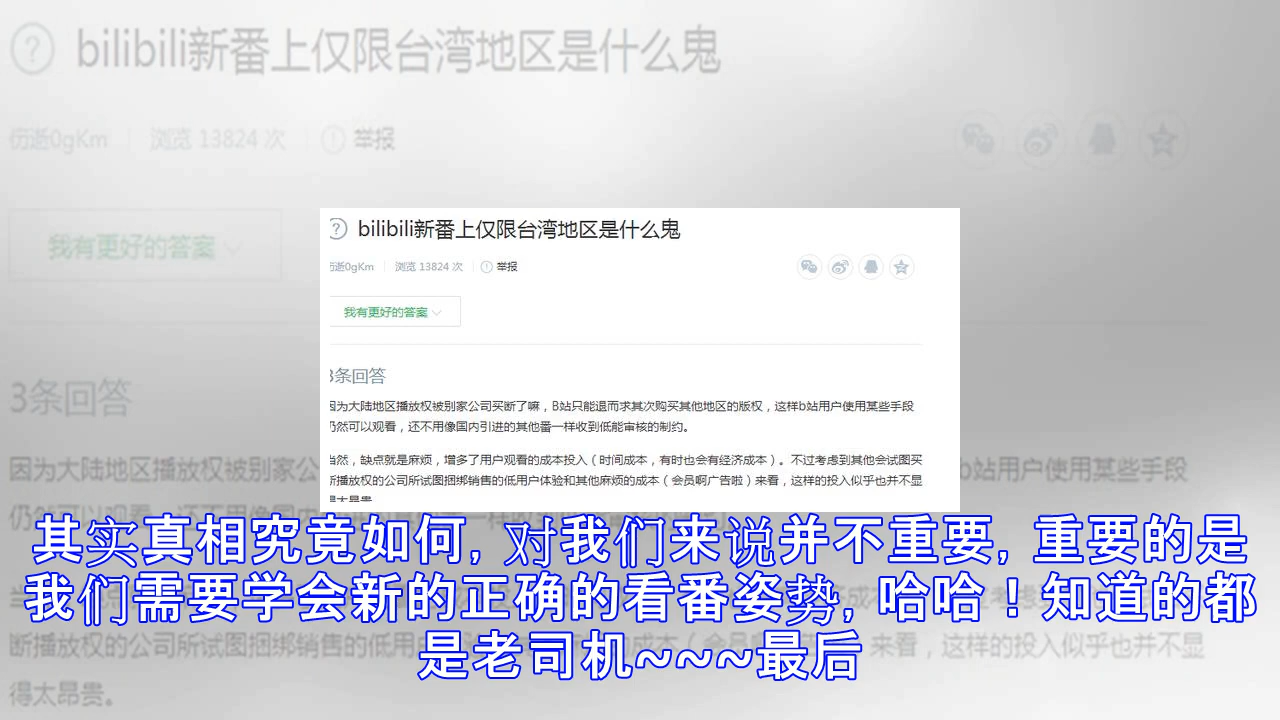 bilibili新番上仅限台湾地区是什么鬼
伤逝0gKm 浏览 13824 次 举报
我有更好的答案
3条回答
因为大陆地区播放权被别家公司买断了嘛，B站只能退而求其次购买其他地区的版权，这样b站用户使用某些手段
仍然可以观看，还不用像国内引进的其他番一样收到低能审核的制约。
当然，缺点就是麻烦，增多了用户观看的成本投入（时间成本，有时也会有经济成本）。不过考虑到其他会试图买
断播放权的公司所试图捆绑销售的低用户体验和其他麻烦的成本（会员啊广告啦）来看，这样的投入似乎也并不显
得太昂贵。
其实真相究竟如何, 对我们来说并不重要, 重要的是
我们需要学会新的正确的看番姿势, 哈哈！知道的都
是老司机~~~最后